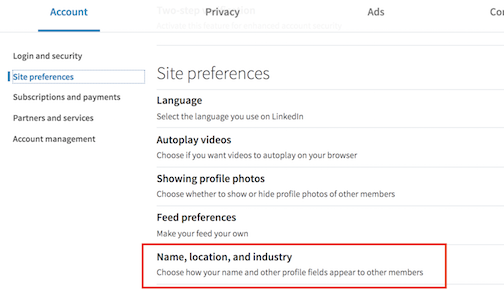 Account Privacy Ads
Two-step verification
Login and security
Site preferences
Subscriptions and payments
Partners and services
Account management
Site preferences
Language
Select the language you use on LinkedIn
Autoplay videos
Choose if you want videos to autoplay on your browser
Showing profile photos
Choose whether to show or hide profile photos of other members
Feed preferences
Make your feed your own
Name, location, and industry
Choose how your name and other profile fields appear to other members